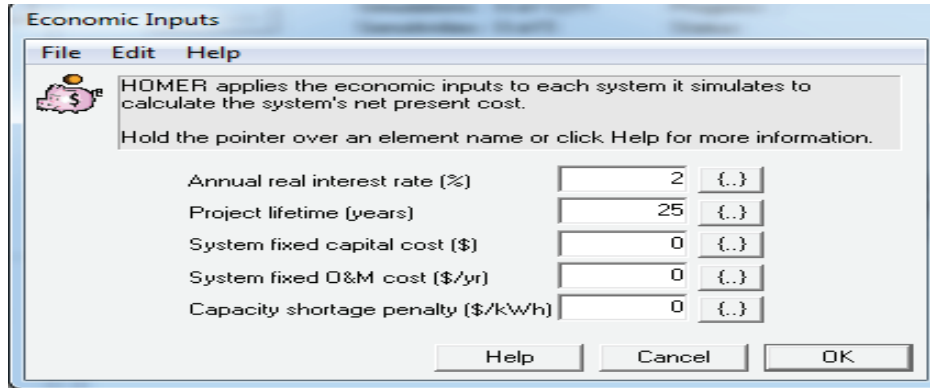 Economic Inputs
File Edit Help
$
HOMER applies the economic inputs to each system it simulates to
calculate the system's net present cost.
Hold the pointer over an element name or click Help for more information.
Annual real interest rate (%) 2 {..}
Project lifetime (years) 25 {..}
System fixed capital cost ($) 0 {..}
System fixed O&M cost ($/yr) 0 {..}
Capacity shortage penalty ($/kWh) 0 {..}
Help Cancel OK